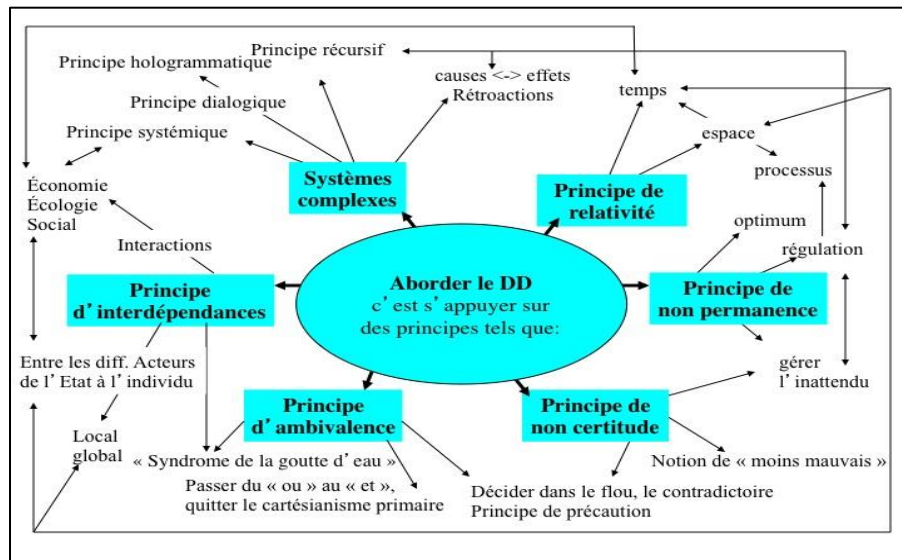 Principe récursif
Principe hologrammatique
causes <-> effets
Rétroactions
temps
Principe dialogique
Principe systémique
espace
processus
Systèmes
complexes
Principe de
relativité
Économie
Écologie
Social
optimum
régulation
Interactions
Aborder le DD
c'est s'appuyer sur
des principes tels que:
Principe
d'interdépendances
Principe de
non permanence
Entre les diff. Acteurs
de l'Etat à l'individu
gérer
l'inattendu
Principe
d'ambivalence
Principe de
non certitude
Local
global
« Syndrome de la goutte d'eau »
Notion de « moins mauvais »
Passer du « ou » au « et »,
quitter le cartésianisme primaire
Décider dans le flou, le contradictoire
Principe de précaution